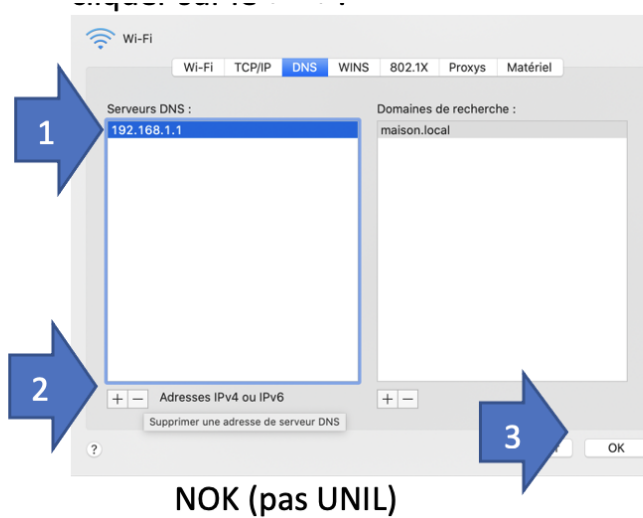 Wi-Fi
Wi-Fi TCP/IP DNS WINS 802.1X Proxys Matériel
Serveurs DNS : Domaines de recherche :
1
192.168.1.1 maison.local
2
+ − Adresses IPv4 ou IPv6 + −
Supprimer une adresse de serveur DNS
3
? OK
NOK (pas UNIL)